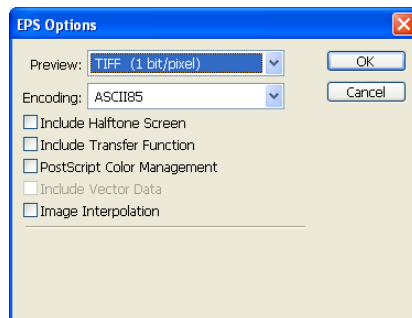 EPS Options
Preview: TIFF (1 bit/pixel) OK
Encoding: ASCII85 Cancel
Include Halftone Screen
Include Transfer Function
PostScript Color Management
Include Vector Data
Image Interpolation